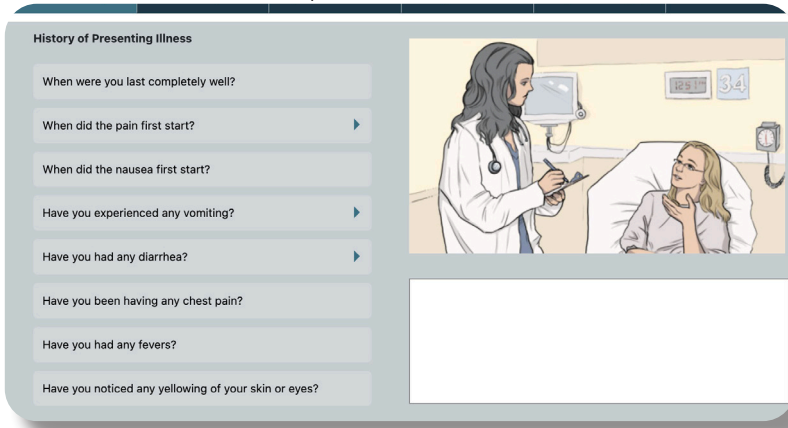 History of Presenting Illness
When were you last completely well?
When did the pain first start?
When did the nausea first start?
Have you experienced any vomiting?
Have you had any diarrhea?
Have you been having any chest pain?
Have you had any fevers?
Have you noticed any yellowing of your skin or eyes?
34